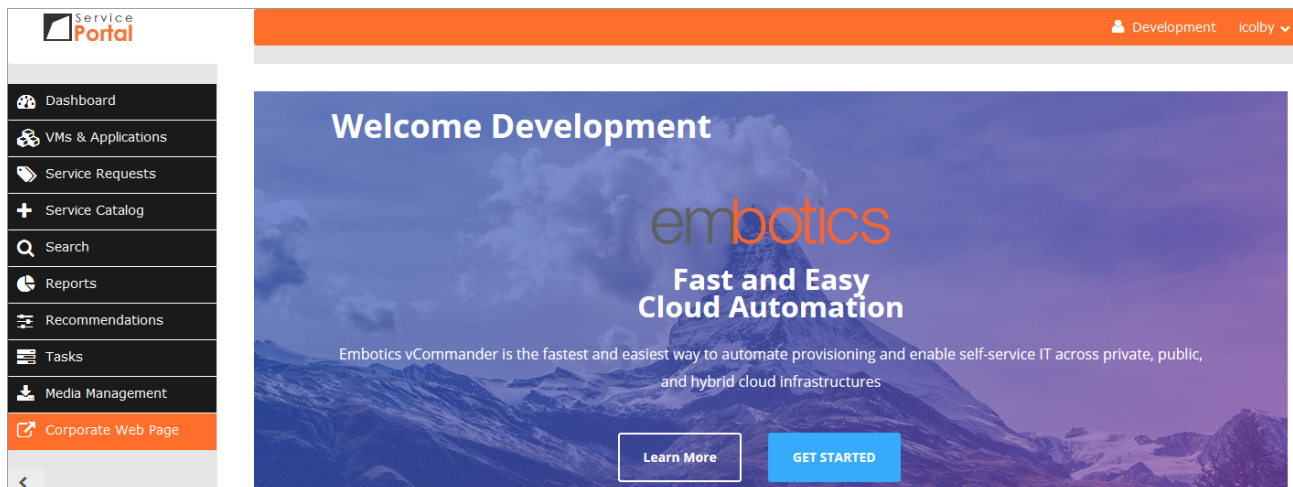 Service
Portal
Development icolby
Dashboard
VMs & Applications
Service Requests
Service Catalog
Search
Reports
Recommendations
Tasks
Media Management
Corporate Web Page
Welcome Development
embotics
Fast and Easy
Cloud Automation
Embotics vCommander is the fastest and easiest way to automate provisioning and enable self-service IT across private, public,
and hybrid cloud infrastructures
Learn More GET STARTED